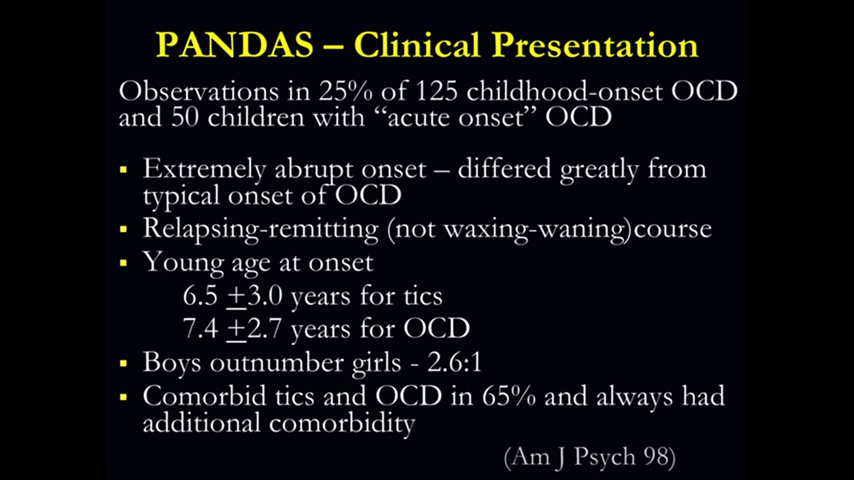 PANDAS – Clinical Presentation
Observations in 25% of 125 childhood-onset OCD
and 50 children with “acute onset” OCD
▪ Extremely abrupt onset – differed greatly from
typical onset of OCD
▪ Relapsing-remitting (not waxing-waning)course
▪ Young age at onset
6.5 ±3.0 years for tics
7.4 ±2.7 years for OCD
▪ Boys outnumber girls - 2.6:1
▪ Comorbid tics and OCD in 65% and always had
additional comorbidity
(Am J Psych 98)